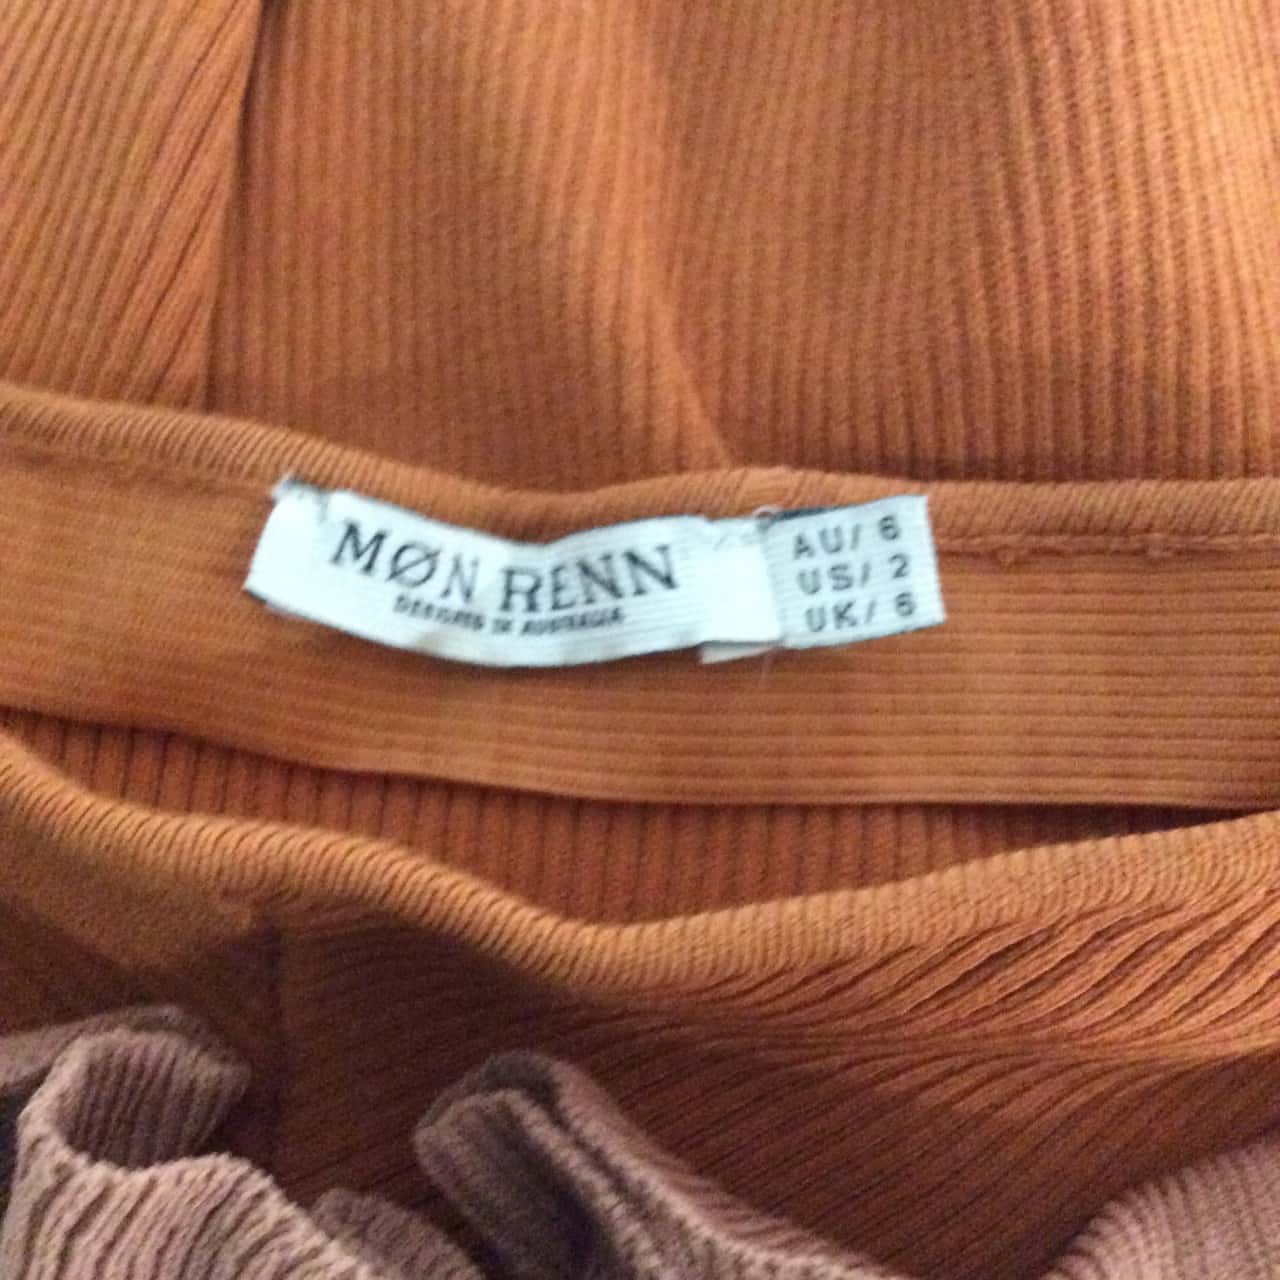 MØN RENN
DESIGNED IN AUSTRALIA
AU/ 6
US/ 2
UK/ 6